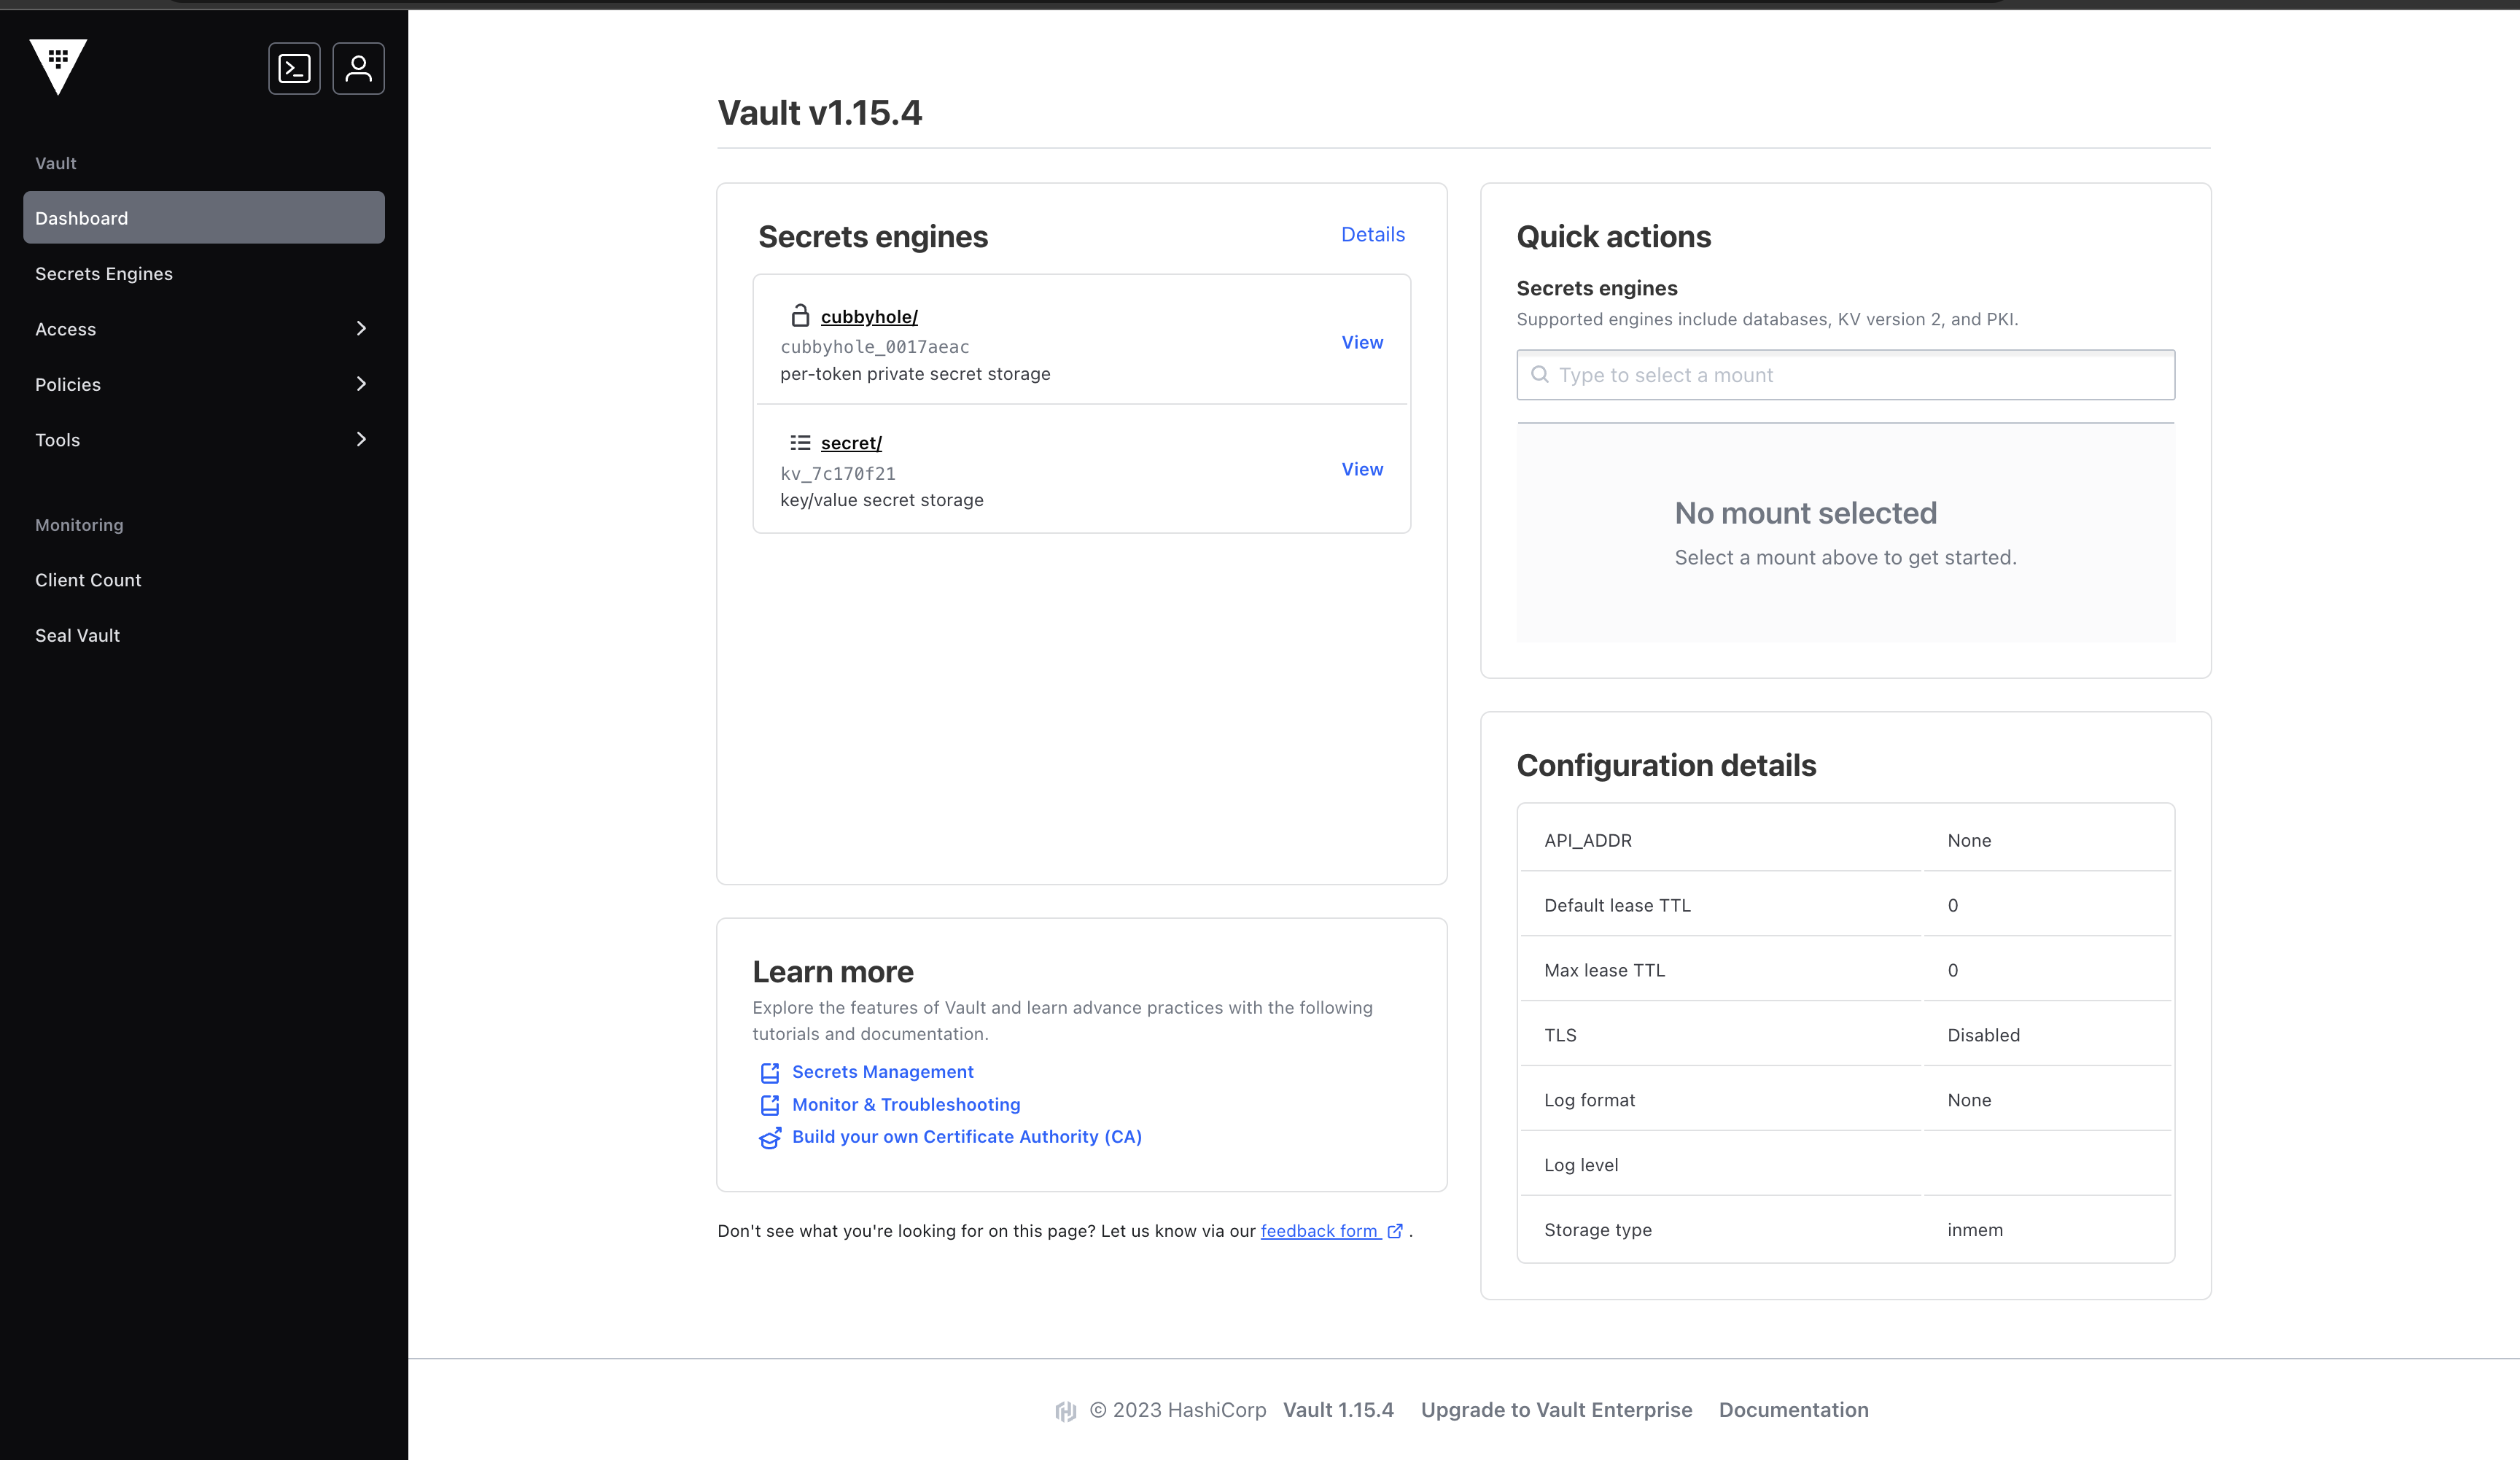 Vault
Dashboard
Secrets Engines
Access
Policies
Tools
Monitoring
Client Count
Seal Vault
Vault v1.15.4
Secrets engines
Details
cubbyhole/
cubbyhole_0017aeac
per-token private secret storage
View
secret/
kv_7c170f21
key/value secret storage
View
Learn more
Explore the features of Vault and learn advance practices with the following
tutorials and documentation.
Secrets Management
Monitor & Troubleshooting
Build your own Certificate Authority (CA)
Don't see what you're looking for on this page? Let us know via our feedback form .
Quick actions
Secrets engines
Supported engines include databases, KV version 2, and PKI.
Type to select a mount
No mount selected
Select a mount above to get started.
Configuration details
API_ADDR None
Default lease TTL 0
Max lease TTL 0
TLS Disabled
Log format None
Log level
Storage type inmem
© 2023 HashiCorp Vault 1.15.4 Upgrade to Vault Enterprise Documentation